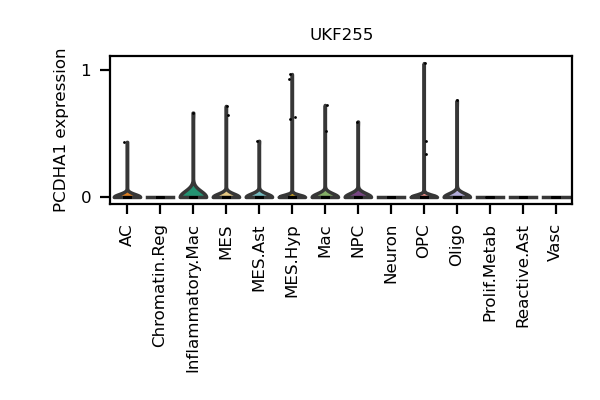 UKF255
PCDHA1 expression
1
0
AC
Chromatin.Reg
Inflammatory.Mac
MES
MES.Ast
MES.Hyp
Mac
NPC
Neuron
OPC
Oligo
Prolif.Metab
Reactive.Ast
Vasc